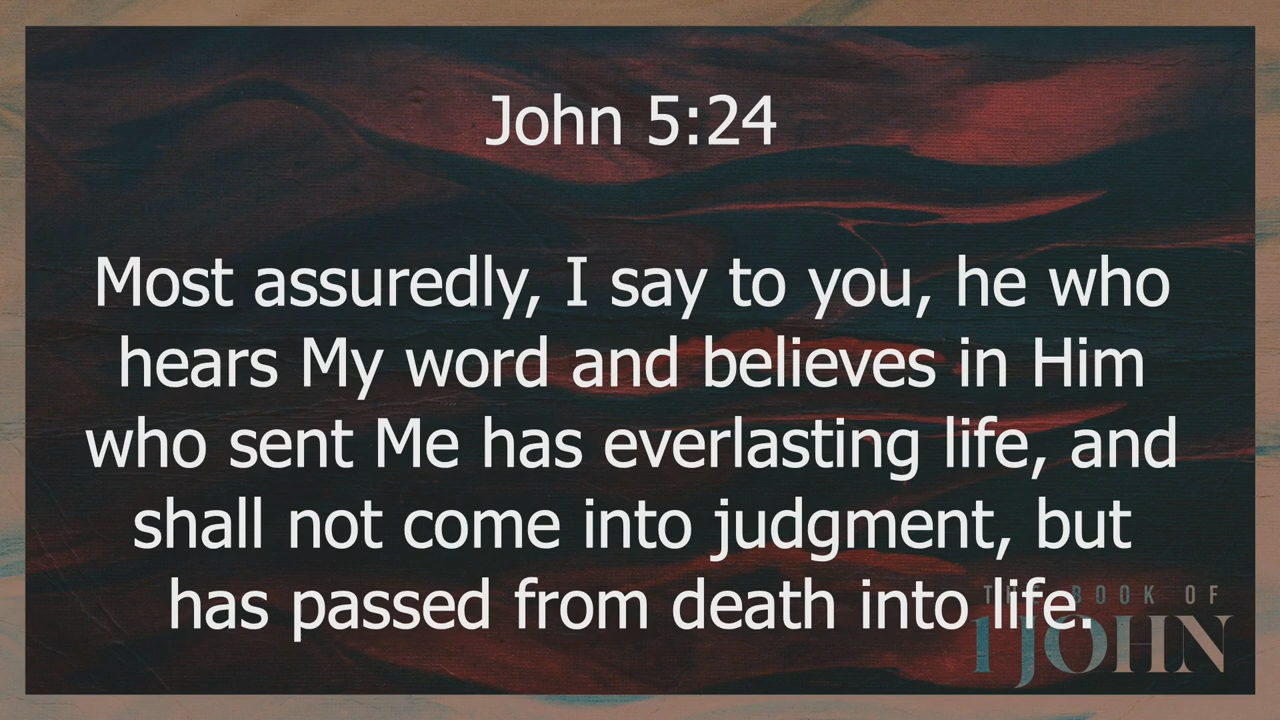 John 5:24
Most assuredly, I say to you, he who
hears My word and believes in Him
who sent Me has everlasting life, and
shall not come into judgment, but
has passed from death into life.
THE BOOK OF
1 JOHN